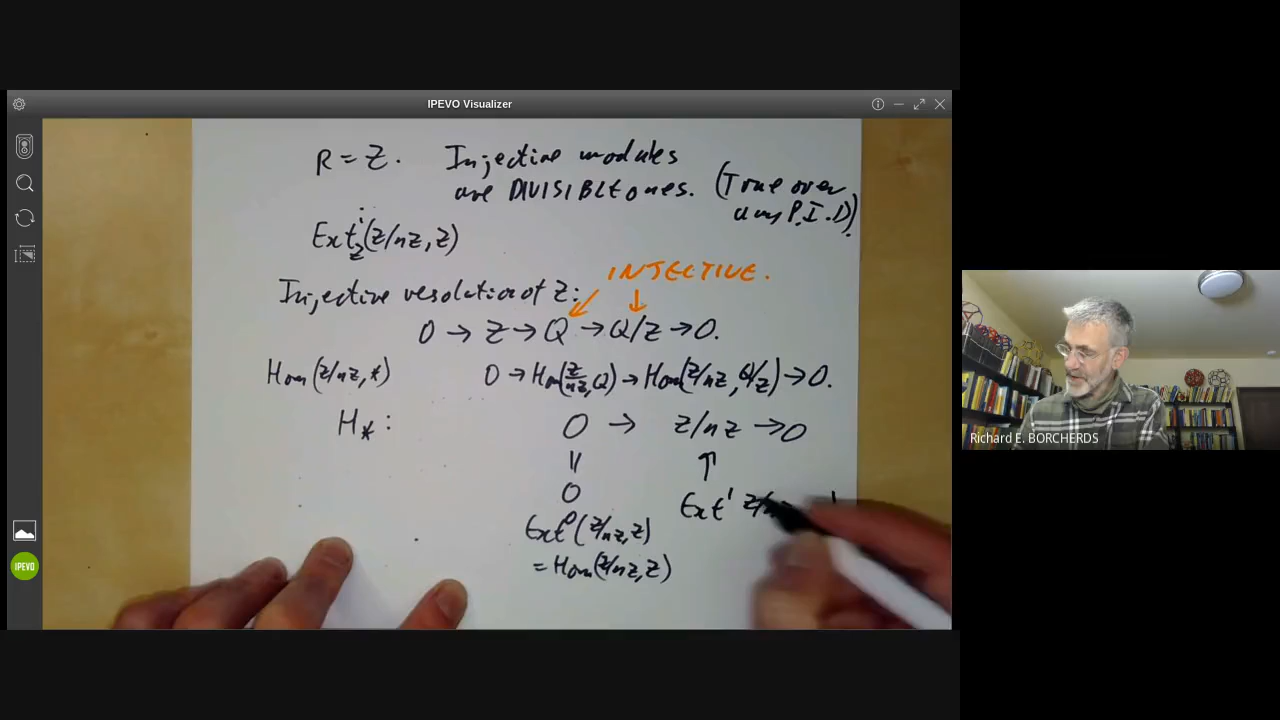 IPEVO Visualizer
R = Z. Injective modules
are DIVISIBLE ones. (True over
any P.I.D).
Ext^i_Z(Z/nZ, Z)
INJECTIVE.
Injective resolution of Z:
0 → Z → Q → Q/Z → 0.
Hom(Z/nZ, *) 0 → Hom(Z/nZ, Q) → Hom(Z/nZ, Q/Z) → 0.
H_*: 0 → Z/nZ → 0
= ↑
0
Ext^1 Z/n
Ext^0(Z/nZ, Z)
= Hom(Z/nZ, Z)
Richard E. BORCHERDS
IPEVO